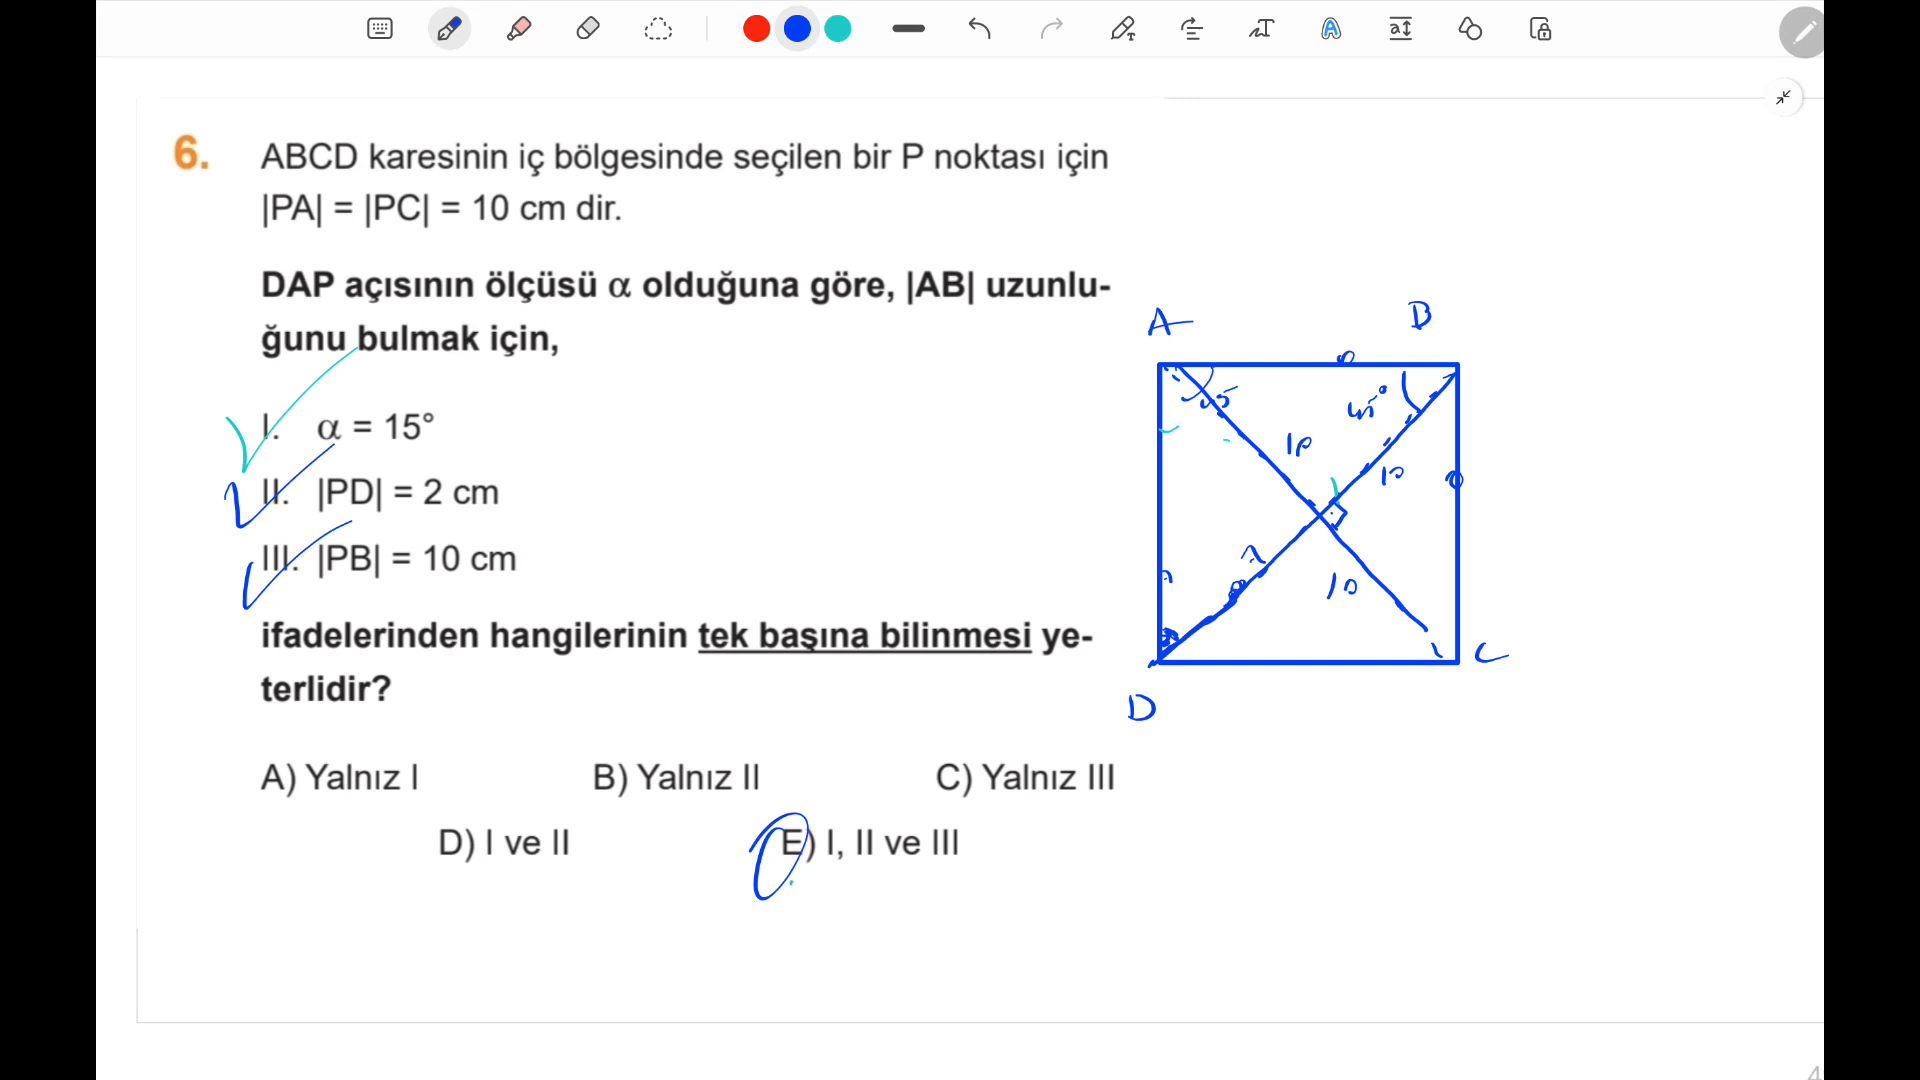 6. ABCD karesinin iç bölgesinde seçilen bir P noktası için
|PA| = |PC| = 10 cm dir.
DAP açısının ölçüsü α olduğuna göre, |AB| uzunlu-
ğunu bulmak için,
I. α = 15°
II. |PD| = 2 cm
III. |PB| = 10 cm
ifadelerinden hangilerinin tek başına bilinmesi ye-
terlidir?
A) Yalnız I B) Yalnız II C) Yalnız III
D) I ve II E) I, II ve III
A B
45 45°
10 10
10
C
D
4